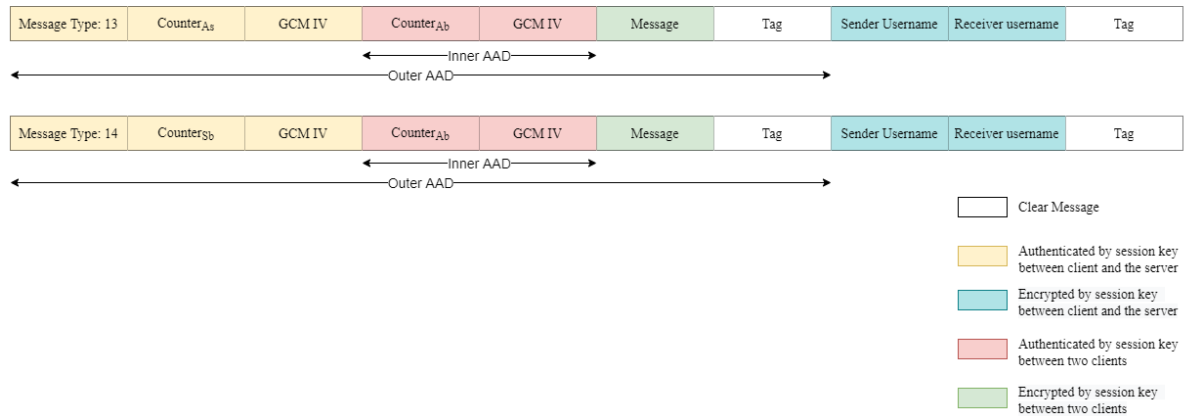 Message Type: 13 CounterAs GCM IV CounterAb GCM IV Message Tag Sender Username Receiver username Tag
Inner AAD
Outer AAD
Message Type: 14 CounterSb GCM IV CounterAb GCM IV Message Tag Sender Username Receiver username Tag
Inner AAD
Outer AAD
Clear Message
Authenticated by session key
between client and the server
Encrypted by session key
between client and the server
Authenticated by session key
between two clients
Encrypted by session key
between two clients